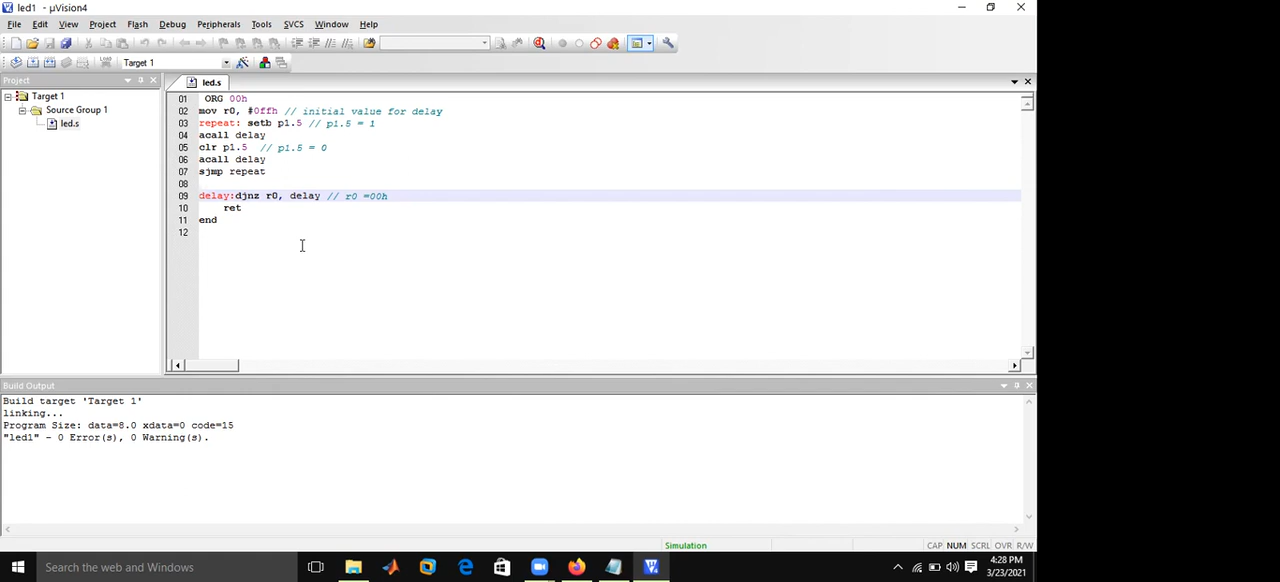 led1 - µVision4
File Edit View Project Flash Debug Peripherals Tools SVCS Window Help
Target 1
Project
led.s
Target 1
Source Group 1
led.s
01 ORG 00h
02 mov r0, #0ffh // initial value for delay
03 repeat: setb p1.5 // p1.5 = 1
04 acall delay
05 clr p1.5 // p1.5 = 0
06 acall delay
07 sjmp repeat
08
09 delay:djnz r0, delay // r0 =00h
10 ret
11 end
12
Build Output
Build target 'Target 1'
linking...
Program Size: data=8.0 xdata=0 code=15
"led1" - 0 Error(s), 0 Warning(s).
Simulation
CAP NUM SCRL OVR R/W
Search the web and Windows
4:28 PM
3/23/2021